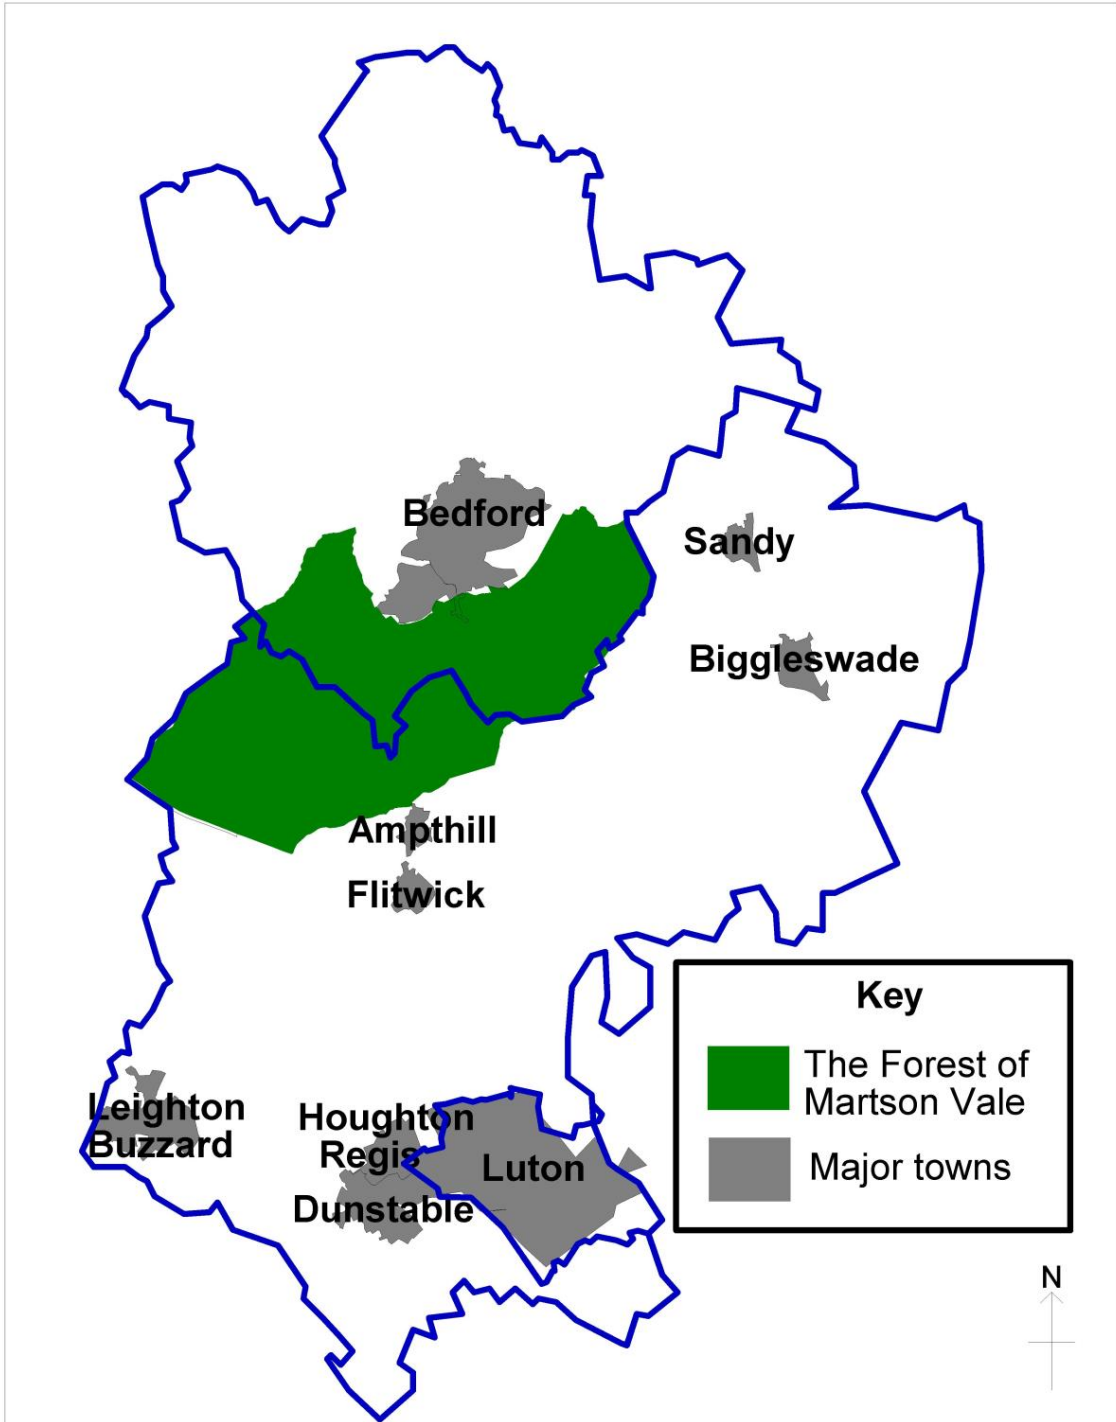 Bedford
Sandy
Biggleswade
Ampthill
Flitwick
Leighton
Buzzard
Houghton
Regis
Luton
Dunstable
Key
The Forest of
Martson Vale
Major towns
N